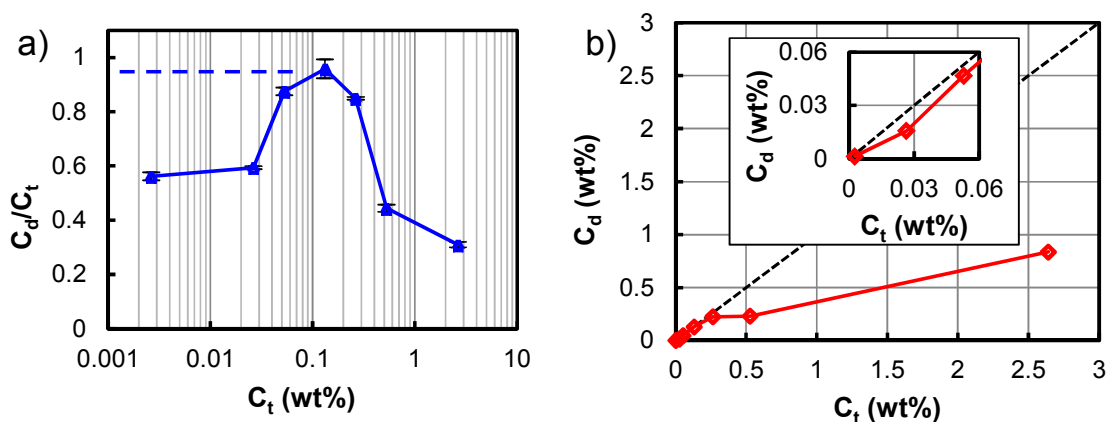 a)
1
0.8
0.6
0.4
0.2
0
C_d/C_t
0.001 0.01 0.1 1 10
C_t (wt%)
b)
3
2.5
2
1.5
1
0.5
0
C_d (wt%)
0 0.5 1 1.5 2 2.5 3
C_t (wt%)
0.06
0.03
0
C_d (wt%)
0 0.03 0.06
C_t (wt%)